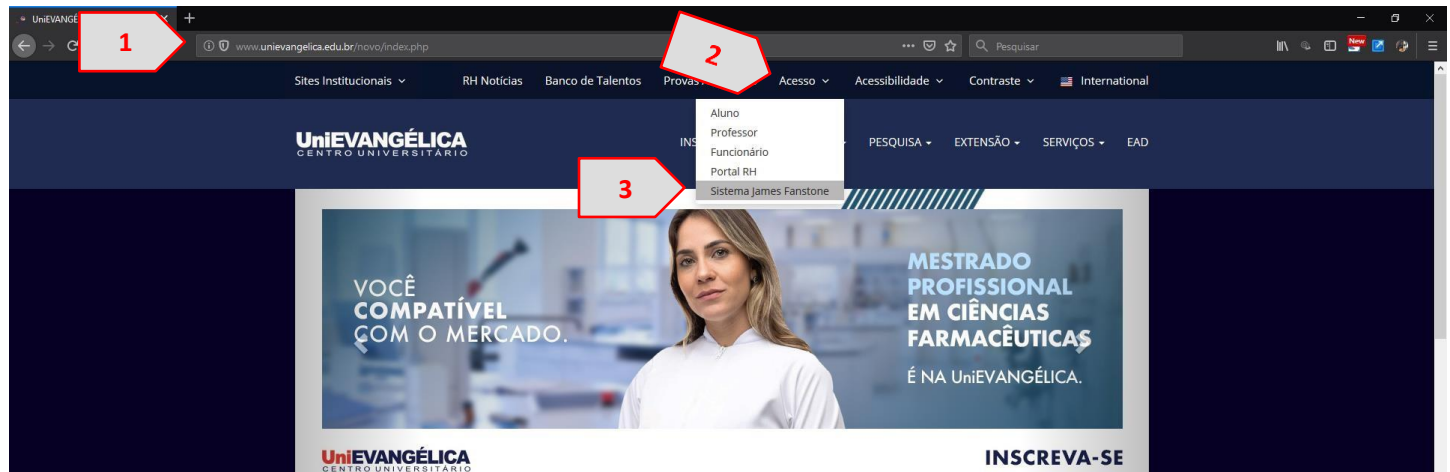 UniEVANGÉ
1
www.unievangelica.edu.br/novo/index.php
Pesquisar
New
2
Sites Institucionais
RH Notícias
Banco de Talentos
Provas
Acesso
Acessibilidade
Contraste
International
Aluno
Professor
Funcionário
Portal RH
Sistema James Fanstone
UniEVANGÉLICA
CENTRO UNIVERSITÁRIO
INS
PESQUISA
EXTENSÃO
SERVIÇOS
EAD
3
VOCÊ
COMPATÍVEL
COM O MERCADO.
MESTRADO
PROFISSIONAL
EM CIÊNCIAS
FARMACÊUTICAS
É NA UniEVANGÉLICA.
UniEVANGÉLICA
CENTRO UNIVERSITÁRIO
INSCREVA-SE